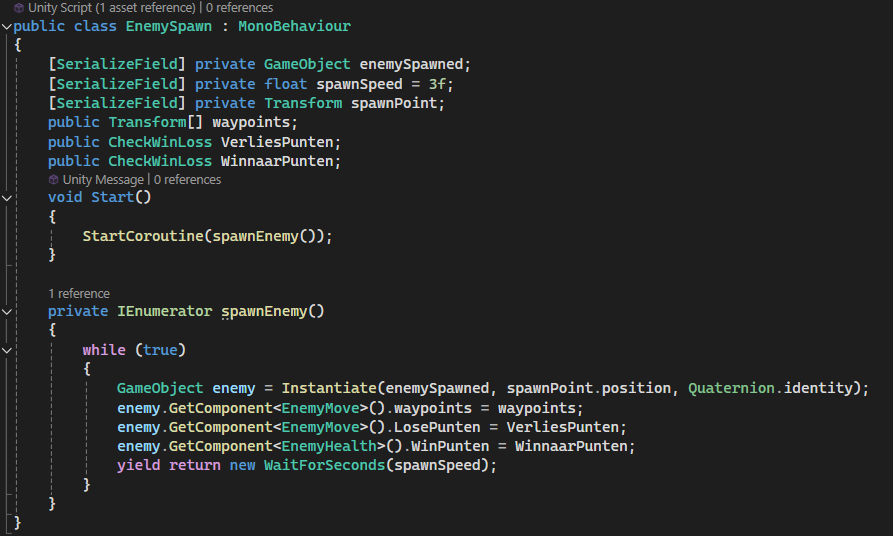 Unity Script (1 asset reference) | 0 references
public class EnemySpawn : MonoBehaviour
{
    [SerializeField] private GameObject enemySpawned;
    [SerializeField] private float spawnSpeed = 3f;
    [SerializeField] private Transform spawnPoint;
    public Transform[] waypoints;
    public CheckWinLoss VerliesPunten;
    public CheckWinLoss WinnaarPunten;
    Unity Message | 0 references
    void Start()
    {
        StartCoroutine(spawnEnemy());
    }
    1 reference
    private IEnumerator spawnEnemy()
    {
        while (true)
        {
            GameObject enemy = Instantiate(enemySpawned, spawnPoint.position, Quaternion.identity);
            enemy.GetComponent<EnemyMove>().waypoints = waypoints;
            enemy.GetComponent<EnemyMove>().LosePunten = VerliesPunten;
            enemy.GetComponent<EnemyHealth>().WinPunten = WinnaarPunten;
            yield return new WaitForSeconds(spawnSpeed);
        }
    }
}